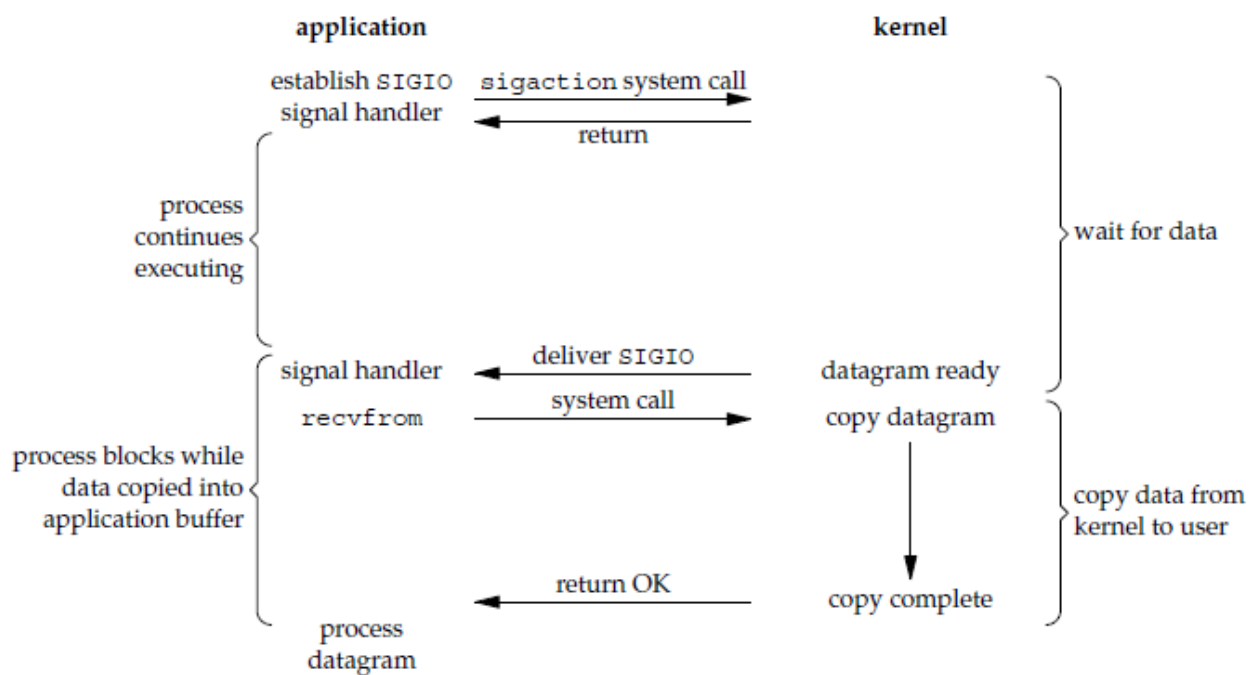 application
kernel
establish SIGIO
signal handler
sigaction system call
return
process
continues
executing
wait for data
signal handler
deliver SIGIO
datagram ready
recvfrom
system call
copy datagram
process blocks while
data copied into
application buffer
copy data from
kernel to user
return OK
copy complete
process
datagram